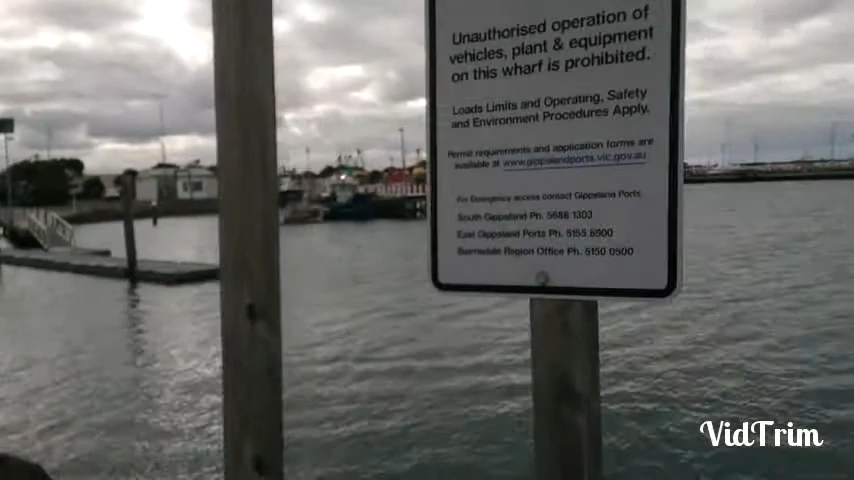 Unauthorised operation of
vehicles, plant & equipment
on this wharf is prohibited.
Loads Limits and Operating, Safety
and Environment Procedures Apply.
Permit requirements and application forms are
available at www.gippslandports.vic.gov.au
For Emergency access contact Gippsland Ports
South Gippsland Ph. 5688 1303
East Gippsland Ports Ph. 5155 6900
Bairnsdale Region Office Ph. 5150 0500
VidTrim